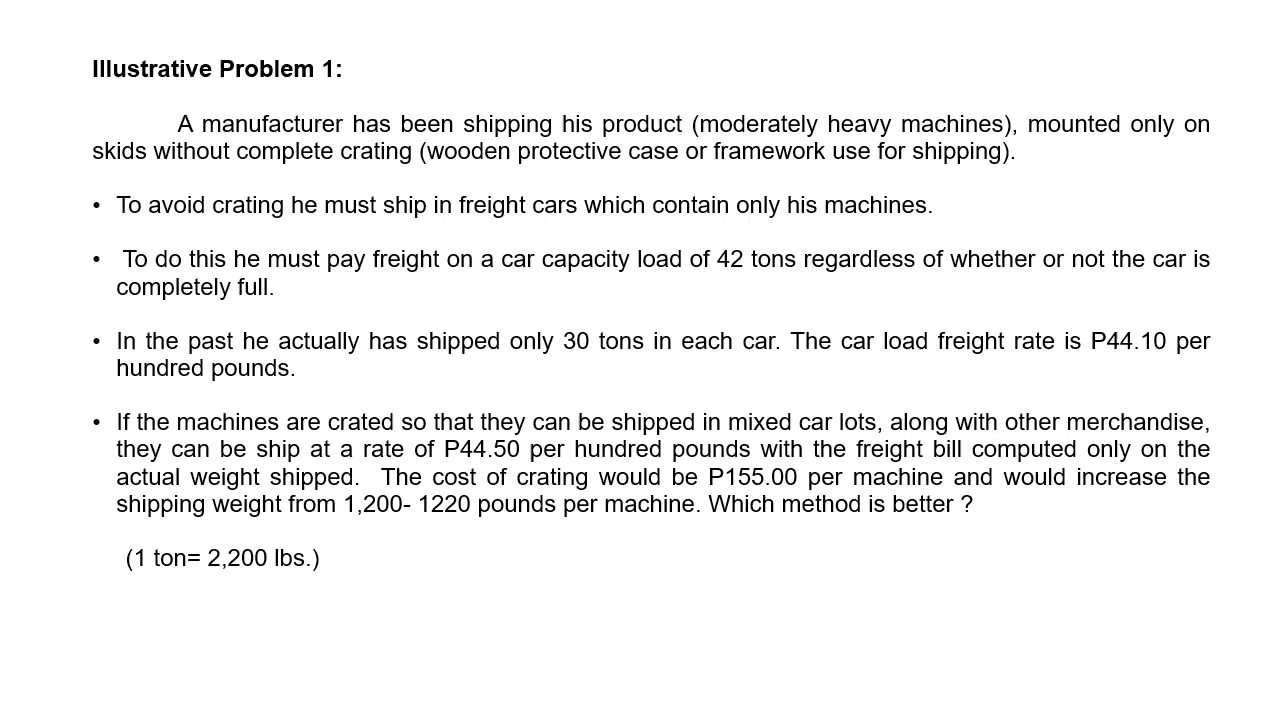 Illustrative Problem 1:
A manufacturer has been shipping his product (moderately heavy machines), mounted only on
skids without complete crating (wooden protective case or framework use for shipping).
• To avoid crating he must ship in freight cars which contain only his machines.
• To do this he must pay freight on a car capacity load of 42 tons regardless of whether or not the car is
completely full.
• In the past he actually has shipped only 30 tons in each car. The car load freight rate is P44.10 per
hundred pounds.
• If the machines are crated so that they can be shipped in mixed car lots, along with other merchandise,
they can be ship at a rate of P44.50 per hundred pounds with the freight bill computed only on the
actual weight shipped. The cost of crating would be P155.00 per machine and would increase the
shipping weight from 1,200- 1220 pounds per machine. Which method is better ?
(1 ton= 2,200 lbs.)